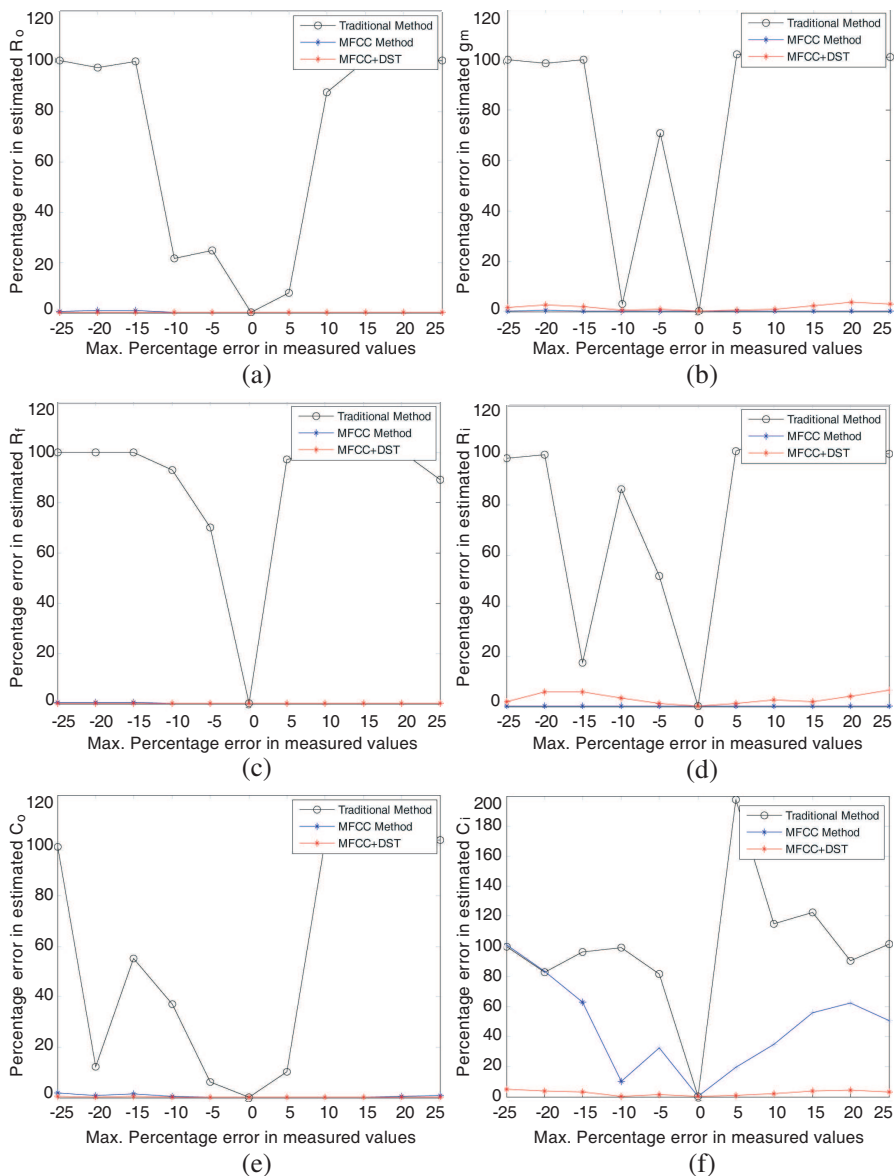 120
100
80
60
40
20
0
Percentage error in estimated Ro
Traditional Method
MFCC Method
MFCC+DST
-25 -20 -15 -10 -5 0 5 10 15 20 25
Max. Percentage error in measured values
(a)
120
100
80
60
40
20
0
Percentage error in estimated gm
Traditional Method
MFCC Method
MFCC+DST
-25 -20 -15 -10 -5 0 5 10 15 20 25
Max. Percentage error in measured values
(b)
120
100
80
60
40
20
0
Percentage error in estimated Rf
Traditional Method
MFCC Method
MFCC+DST
-25 -20 -15 -10 -5 0 5 10 15 20 25
Max. Percentage error in measured values
(c)
120
100
80
60
40
20
0
Percentage error in estimated Ri
Traditional Method
MFCC Method
MFCC+DST
-25 -20 -15 -10 -5 0 5 10 15 20 25
Max. Percentage error in measured values
(d)
120
100
80
60
40
20
0
Percentage error in estimated Co
Traditional Method
MFCC Method
MFCC+DST
-25 -20 -15 -10 -5 0 5 10 15 20 25
Max. Percentage error in measured values
(e)
200
180
160
140
120
100
80
60
40
20
0
Percentage error in estimated Ci
Traditional Method
MFCC Method
MFCC+DST
-25 -20 -15 -10 -5 0 5 10 15 20 25
Max. Percentage error in measured values
(f)